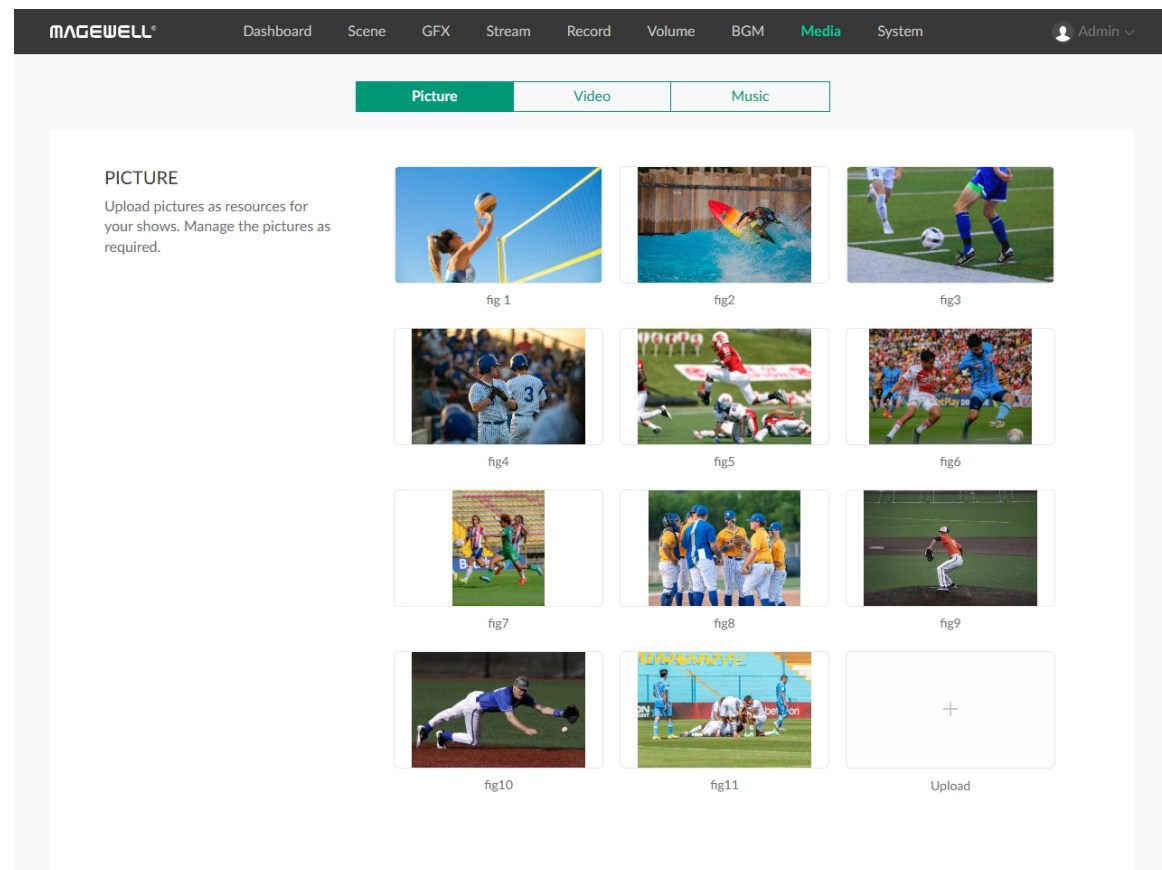 MAGEWELL®
Dashboard Scene GFX Stream Record Volume BGM Media System Admin
Picture Video Music
PICTURE
Upload pictures as resources for
your shows. Manage the pictures as
required.
fig 1 fig2 fig3
3
fig4 fig5 fig6
fig7 fig8 fig9
fig10 fig11 Upload